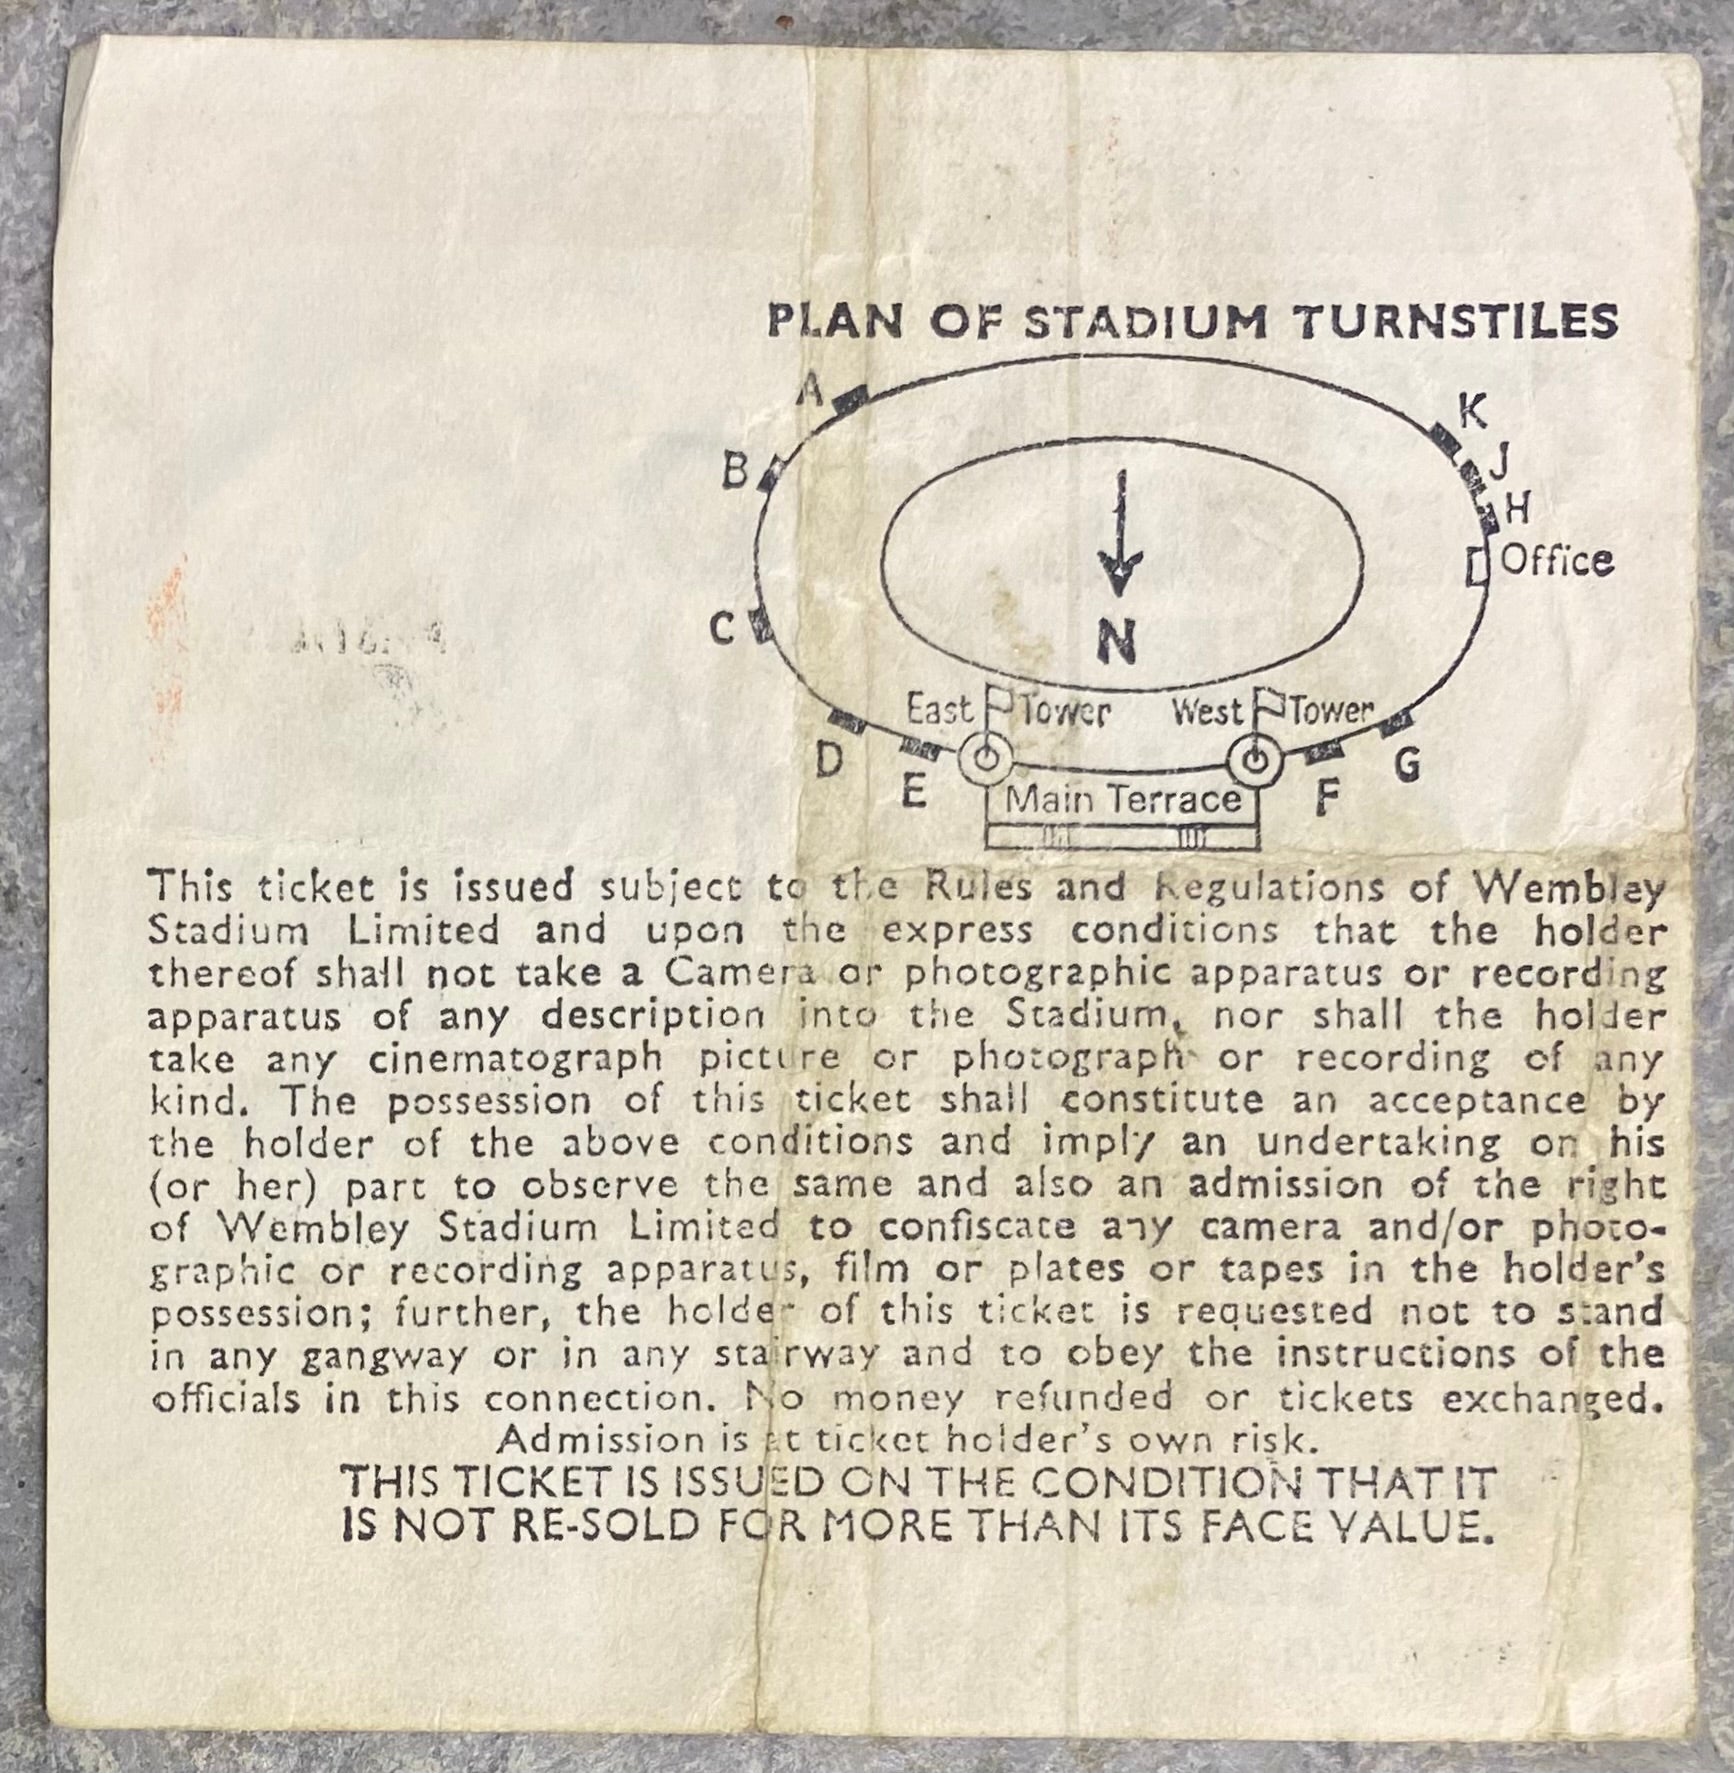 PLAN OF STADIUM TURNSTILES
A
K
B
J
H
Office
C
N
East Tower West Tower
D
E
F
G
Main Terrace
This ticket is issued subject to the Rules and Regulations of Wembley
Stadium Limited and upon the express conditions that the holder
thereof shall not take a Camera or photographic apparatus or recording
apparatus of any description into the Stadium, nor shall the holder
take any cinematograph picture or photograph or recording of any
kind. The possession of this ticket shall constitute an acceptance by
the holder of the above conditions and imply an undertaking on his
(or her) part to observe the same and also an admission of the right
of Wembley Stadium Limited to confiscate any camera and/or photo-
graphic or recording apparatus, film or plates or tapes in the holder's
possession; further, the holder of this ticket is requested not to stand
in any gangway or in any stairway and to obey the instructions of the
officials in this connection. No money refunded or tickets exchanged.
Admission is at ticket holder's own risk.
THIS TICKET IS ISSUED ON THE CONDITION THAT IT
IS NOT RE-SOLD FOR MORE THAN ITS FACE VALUE.